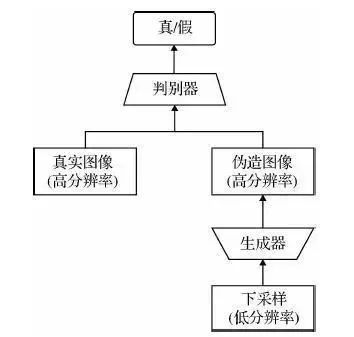 真/假
判别器
真实图像
(高分辨率)
伪造图像
(高分辨率)
生成器
下采样
(低分辨率)